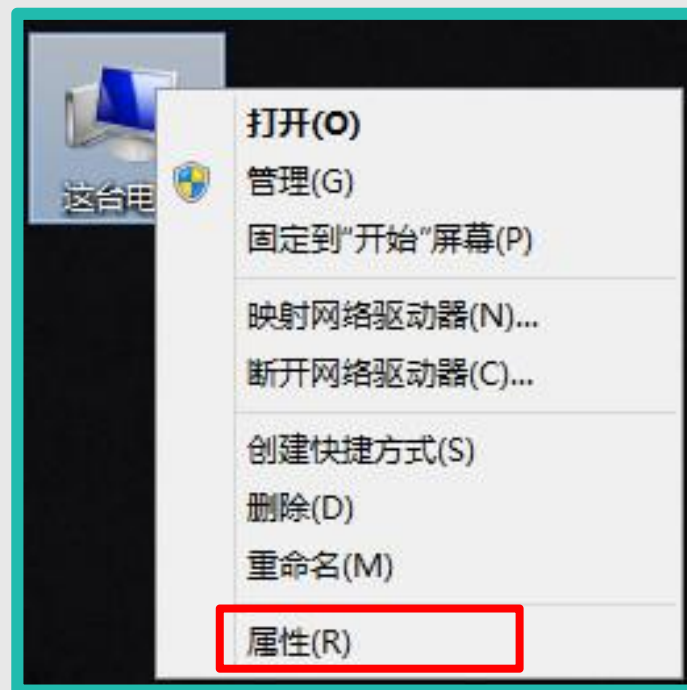 这台电
打开(O)
管理(G)
固定到“开始”屏幕(P)
映射网络驱动器(N)...
断开网络驱动器(C)...
创建快捷方式(S)
删除(D)
重命名(M)
属性(R)